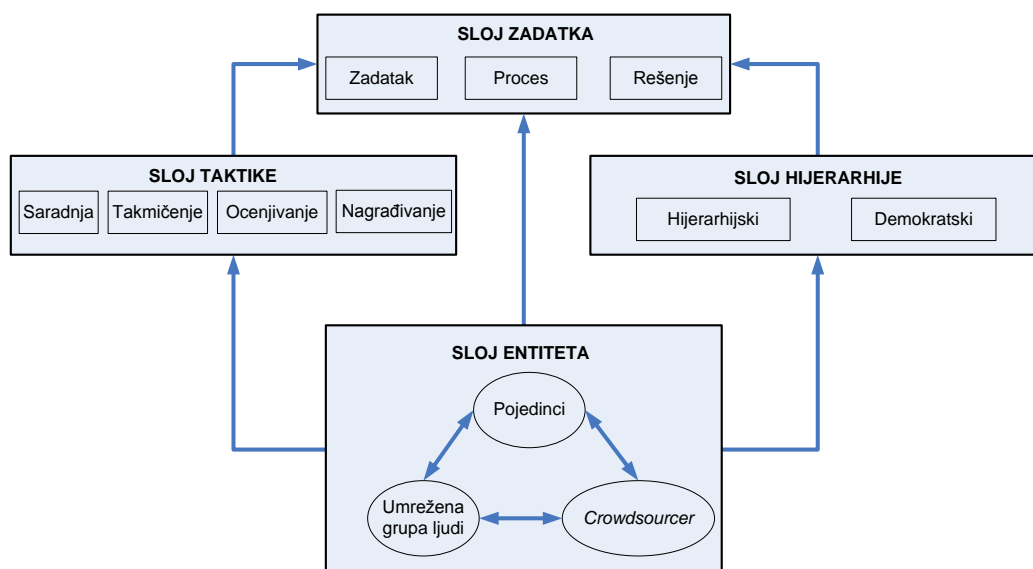 SLOJ ZADATKA
Zadatak
Proces
Rešenje
SLOJ TAKTIKE
Saradnja
Takmičenje
Ocenjivanje
Nagrađivanje
SLOJ HIJERARHIJE
Hijerarhijski
Demokratski
SLOJ ENTITETA
Pojedinci
Umrežena
grupa ljudi
Crowdsourcer